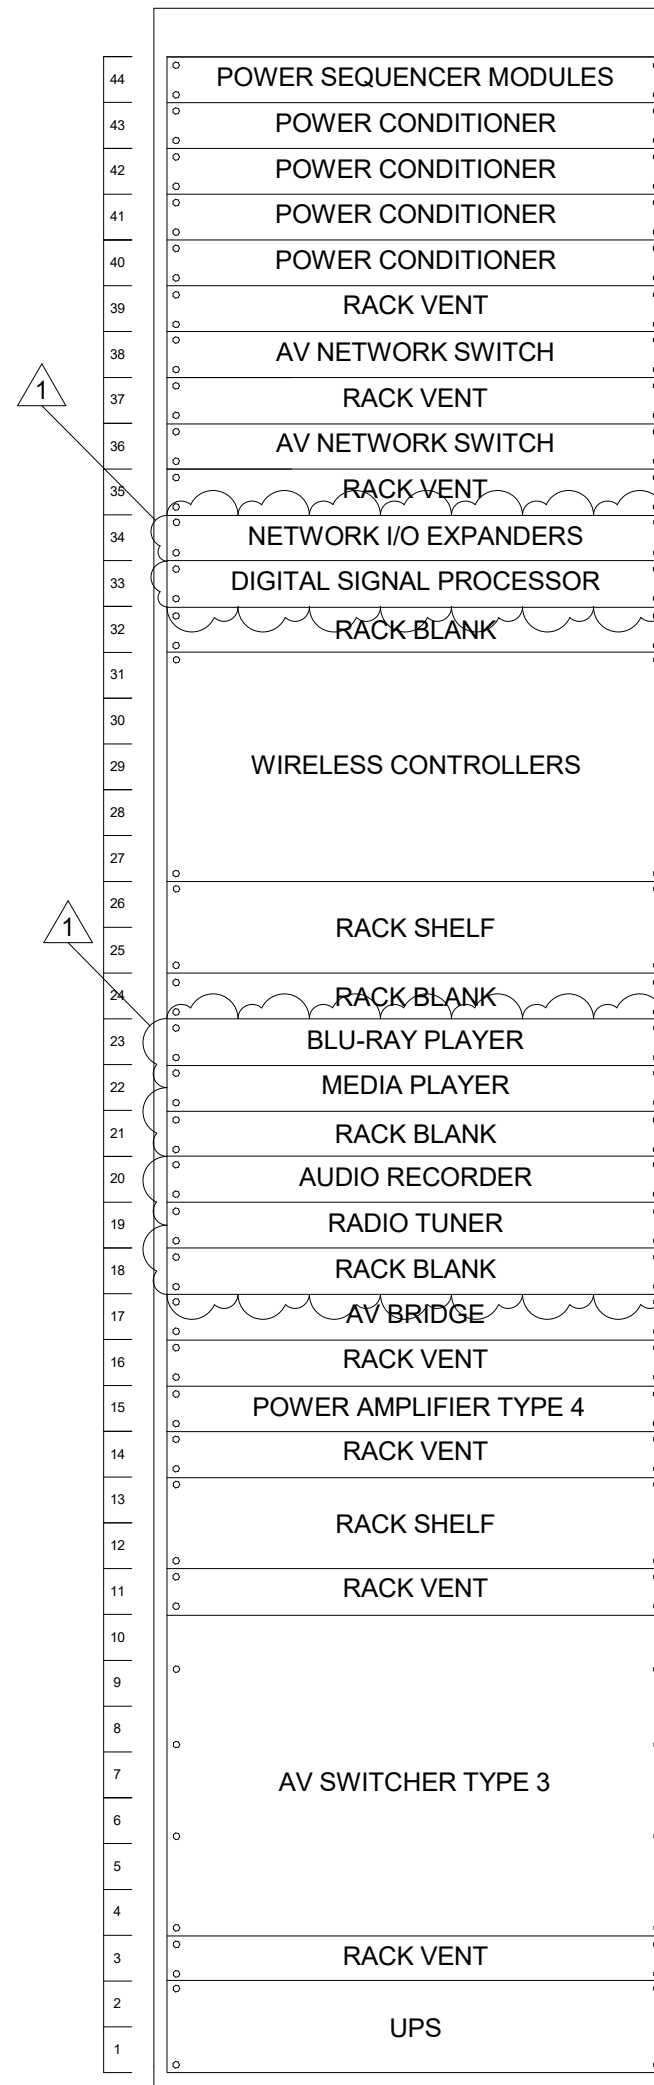 44 POWER SEQUENCER MODULES
43 POWER CONDITIONER
42 POWER CONDITIONER
41 POWER CONDITIONER
40 POWER CONDITIONER
39 RACK VENT
38 AV NETWORK SWITCH
1
37 RACK VENT
36 AV NETWORK SWITCH
35 RACK VENT
34 NETWORK I/O EXPANDERS
33 DIGITAL SIGNAL PROCESSOR
32 RACK BLANK
31
30
29 WIRELESS CONTROLLERS
28
27
26
1
RACK SHELF
25
24 RACK BLANK
23 BLU-RAY PLAYER
22 MEDIA PLAYER
21 RACK BLANK
20 AUDIO RECORDER
19 RADIO TUNER
18 RACK BLANK
17 AV BRIDGE
16 RACK VENT
15 POWER AMPLIFIER TYPE 4
14 RACK VENT
13
RACK SHELF
12
11 RACK VENT
10
9
8
7 AV SWITCHER TYPE 3
6
5
4
3 RACK VENT
2
UPS
1